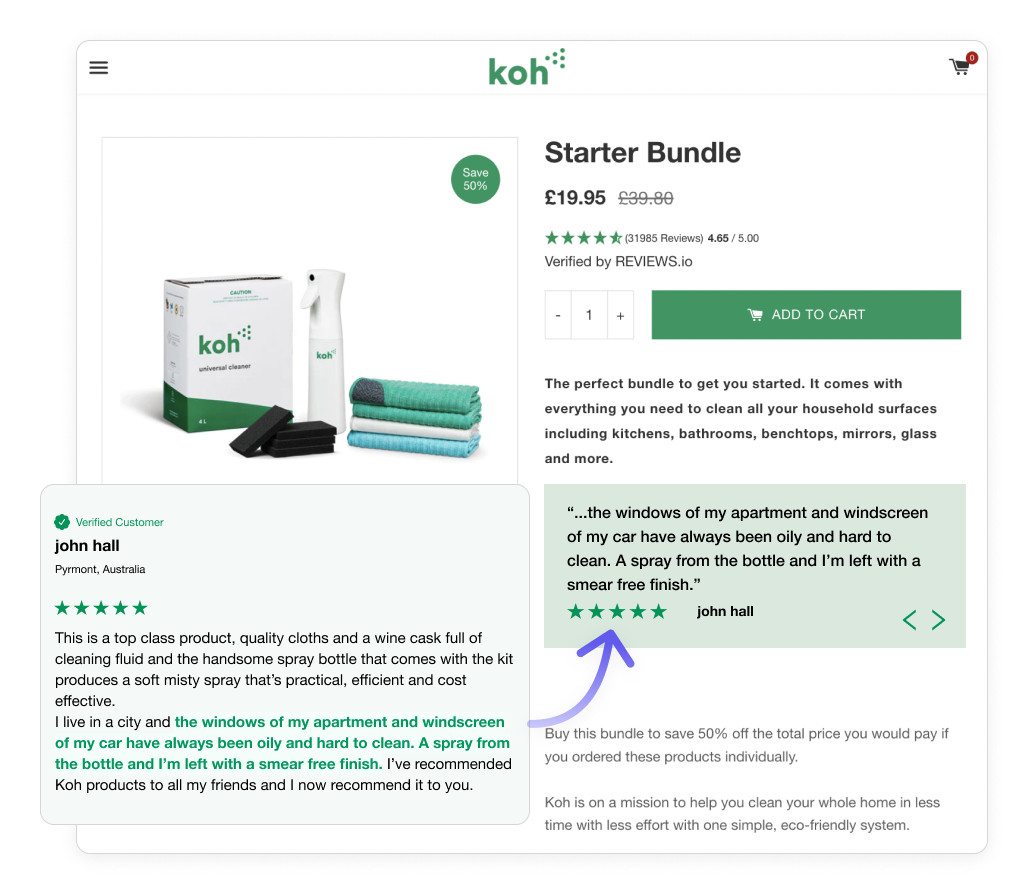 koh
0
Save
50%
CAUTION
koh
universal cleaner
4 L
koh
Starter Bundle
£19.95 £39.80
(31985 Reviews) 4.65 / 5.00
Verified by REVIEWS.io
- 1 +
ADD TO CART
The perfect bundle to get you started. It comes with
everything you need to clean all your household surfaces
including kitchens, bathrooms, benchtops, mirrors, glass
and more.
“...the windows of my apartment and windscreen
of my car have always been oily and hard to
clean. A spray from the bottle and I’m left with a
smear free finish.”
john hall
Verified Customer
john hall
Pyrmont, Australia
This is a top class product, quality cloths and a wine cask full of
cleaning fluid and the handsome spray bottle that comes with the kit
produces a soft misty spray that’s practical, efficient and cost
effective.
I live in a city and the windows of my apartment and windscreen
of my car have always been oily and hard to clean. A spray from
the bottle and I’m left with a smear free finish. I’ve recommended
Koh products to all my friends and I now recommend it to you.
Buy this bundle to save 50% off the total price you would pay if
you ordered these products individually.
Koh is on a mission to help you clean your whole home in less
time with less effort with one simple, eco-friendly system.